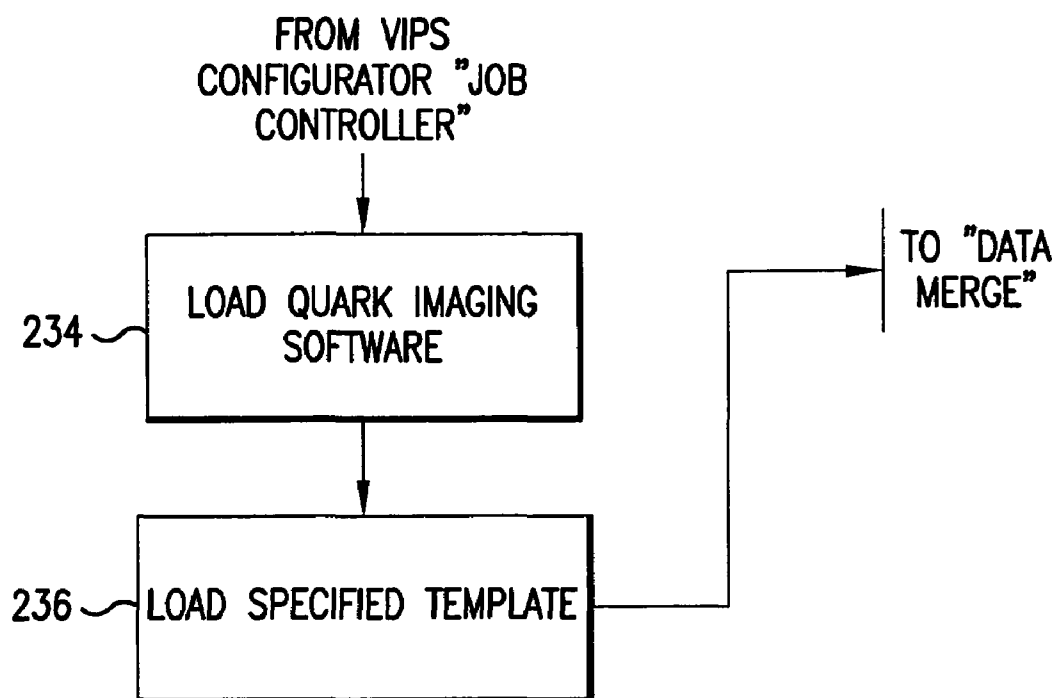 FROM VIPS
CONFIGURATOR "JOB
CONTROLLER"
234
LOAD QUARK IMAGING
SOFTWARE
TO "DATA
MERGE"
236
LOAD SPECIFIED TEMPLATE